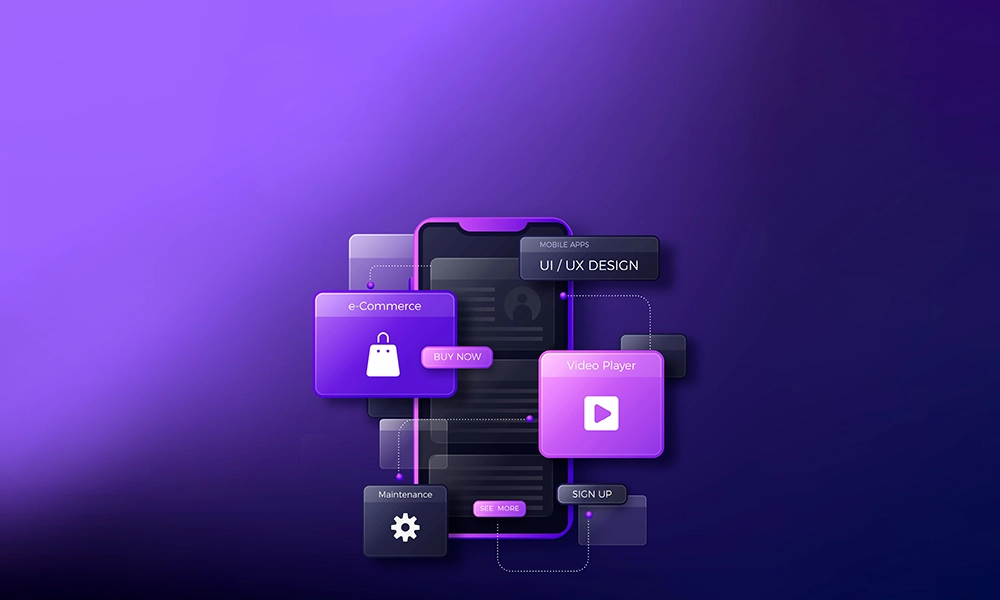 MOBILE APPS
UI / UX DESIGN
e-Commerce
BUY NOW
Video Player
Maintenance
SIGN UP
SEE MORE